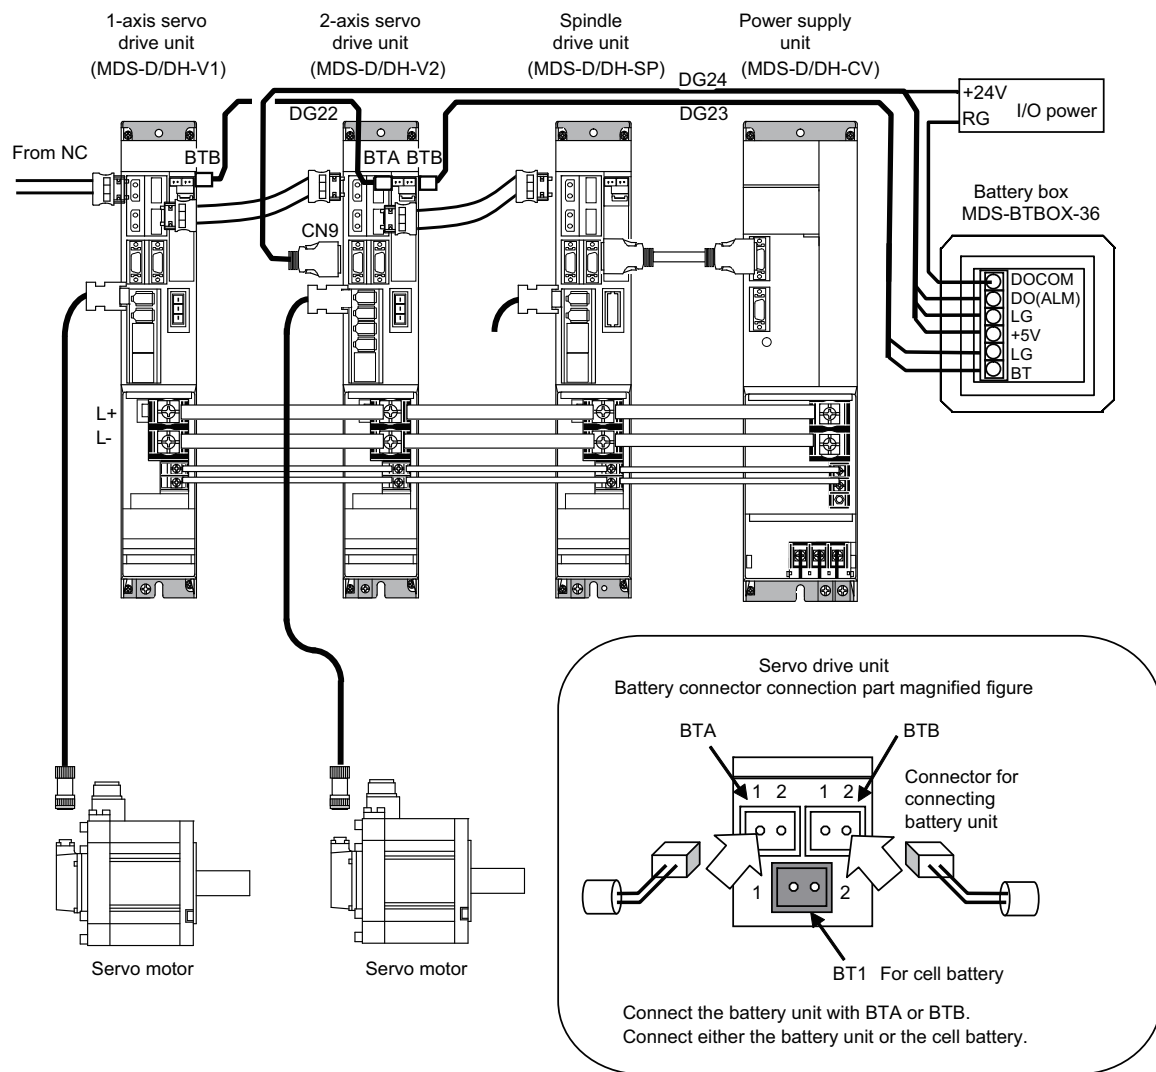 1-axis servo
drive unit
(MDS-D/DH-V1)
2-axis servo
drive unit
(MDS-D/DH-V2)
Spindle
drive unit
(MDS-D/DH-SP)
Power supply
unit
(MDS-D/DH-CV)
DG24
DG22
DG23
+24V
RG
I/O power
From NC
BTB
BTA
BTB
CN9
Battery box
MDS-BTBOX-36
DOCOM
DO(ALM)
LG
+5V
LG
BT
L+
L-
Servo motor
Servo motor
Servo drive unit
Battery connector connection part magnified figure
BTA
BTB
1 2
1 2
Connector for
connecting
battery unit
1
2
BT1 For cell battery
Connect the battery unit with BTA or BTB.
Connect either the battery unit or the cell battery.